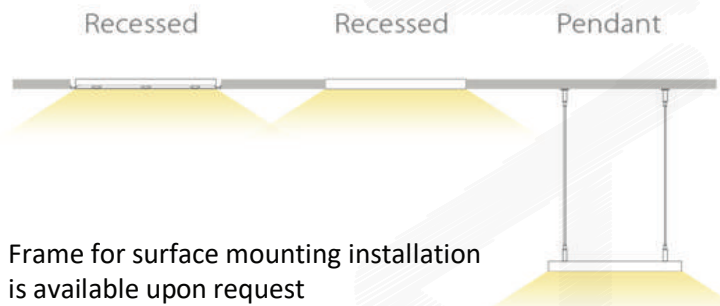 Recessed
Recessed
Pendant
Frame for surface mounting installation
is available upon request